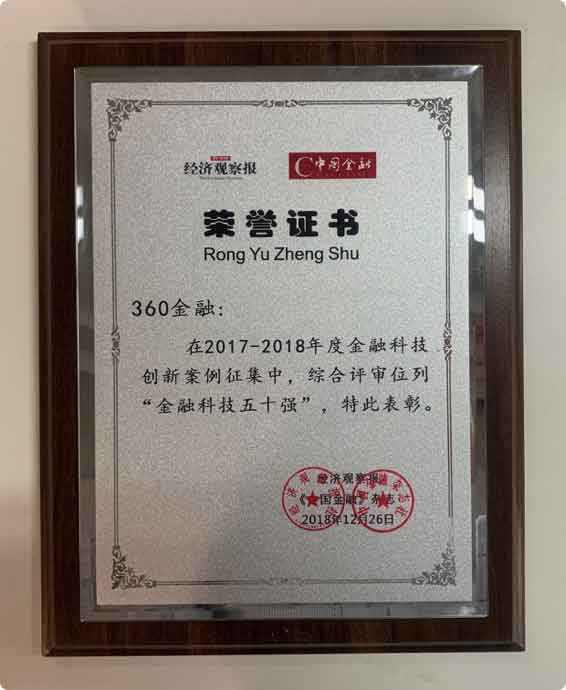 经济观察报
中国金融
荣誉证书
Rong Yu Zheng Shu
360金融：
在2017-2018年度金融科技
创新案例征集中，综合评审位列
“金融科技五十强”，特此表彰。
经济观察报
《中国金融》杂志
2018年12月26日